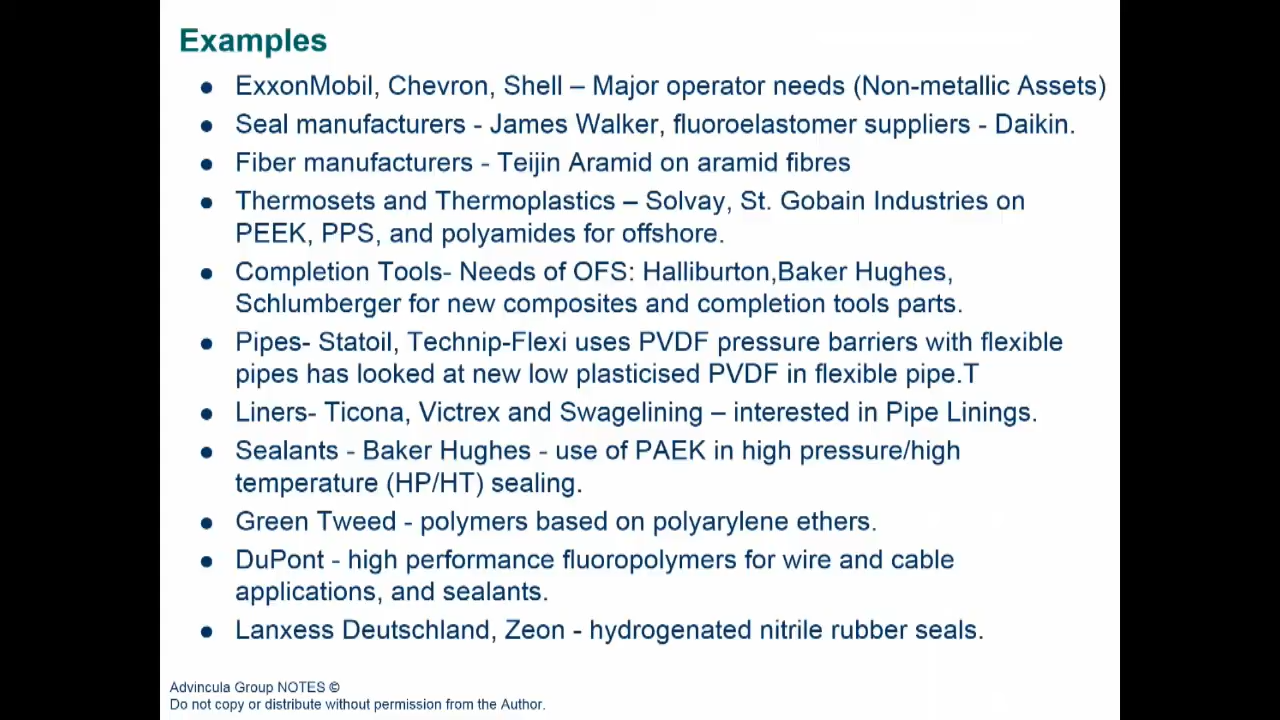 Examples
● ExxonMobil, Chevron, Shell – Major operator needs (Non-metallic Assets)
● Seal manufacturers - James Walker, fluoroelastomer suppliers - Daikin.
● Fiber manufacturers - Teijin Aramid on aramid fibres
● Thermosets and Thermoplastics – Solvay, St. Gobain Industries on
PEEK, PPS, and polyamides for offshore.
● Completion Tools- Needs of OFS: Halliburton,Baker Hughes,
Schlumberger for new composites and completion tools parts.
● Pipes- Statoil, Technip-Flexi uses PVDF pressure barriers with flexible
pipes has looked at new low plasticised PVDF in flexible pipe.T
● Liners- Ticona, Victrex and Swagelining – interested in Pipe Linings.
● Sealants - Baker Hughes - use of PAEK in high pressure/high
temperature (HP/HT) sealing.
● Green Tweed - polymers based on polyarylene ethers.
● DuPont - high performance fluoropolymers for wire and cable
applications, and sealants.
● Lanxess Deutschland, Zeon - hydrogenated nitrile rubber seals.
Advincula Group NOTES ©
Do not copy or distribute without permission from the Author.